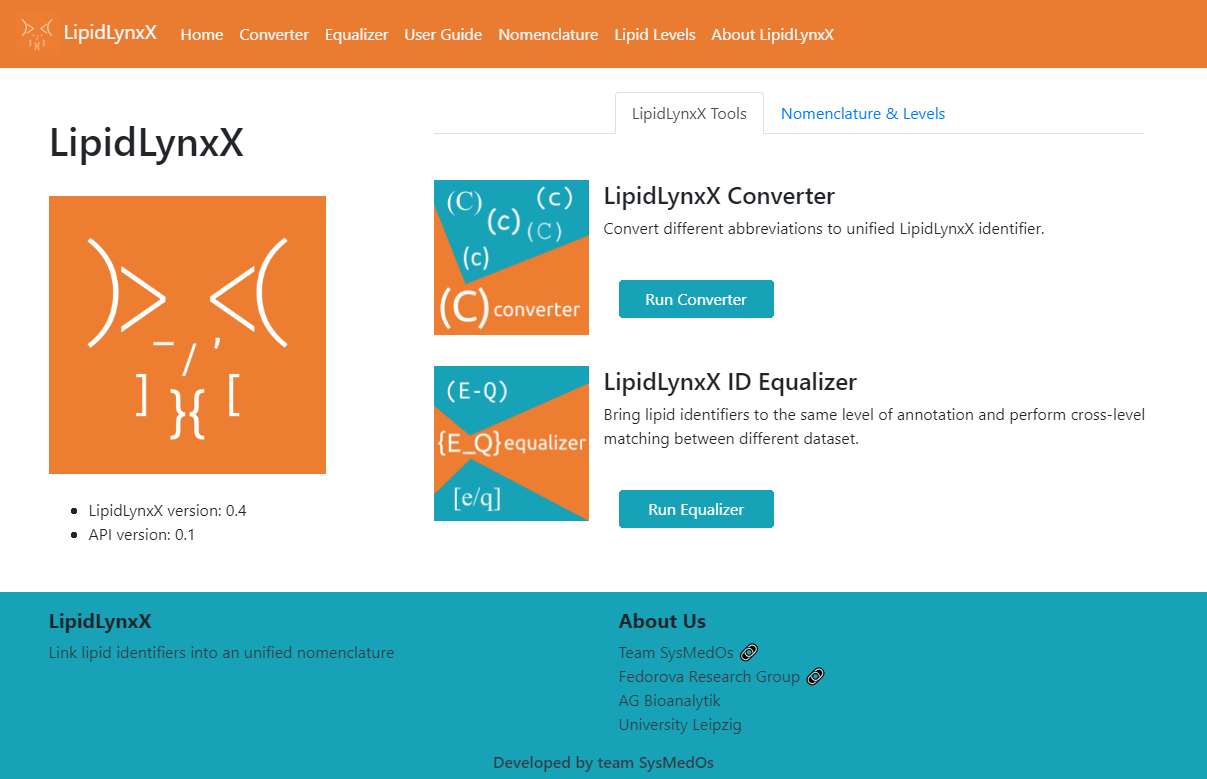 LipidLynxX Home Converter Equalizer User Guide Nomenclature Lipid Levels About LipidLynxX
LipidLynxX
)> <(
_/,
] }{ [
LipidLynxX version: 0.4
API version: 0.1
LipidLynxX Tools Nomenclature & Levels
(C) (c) (c) (C) (c)
(C) converter
LipidLynxX Converter
Convert different abbreviations to unified LipidLynxX identifier.
Run Converter
(E-Q)
{E_Q} equalizer
[e/q]
LipidLynxX ID Equalizer
Bring lipid identifiers to the same level of annotation and perform cross-level
matching between different dataset.
Run Equalizer
LipidLynxX
Link lipid identifiers into an unified nomenclature
About Us
Team SysMedOs
Fedorova Research Group
AG Bioanalytik
University Leipzig
Developed by team SysMedOs